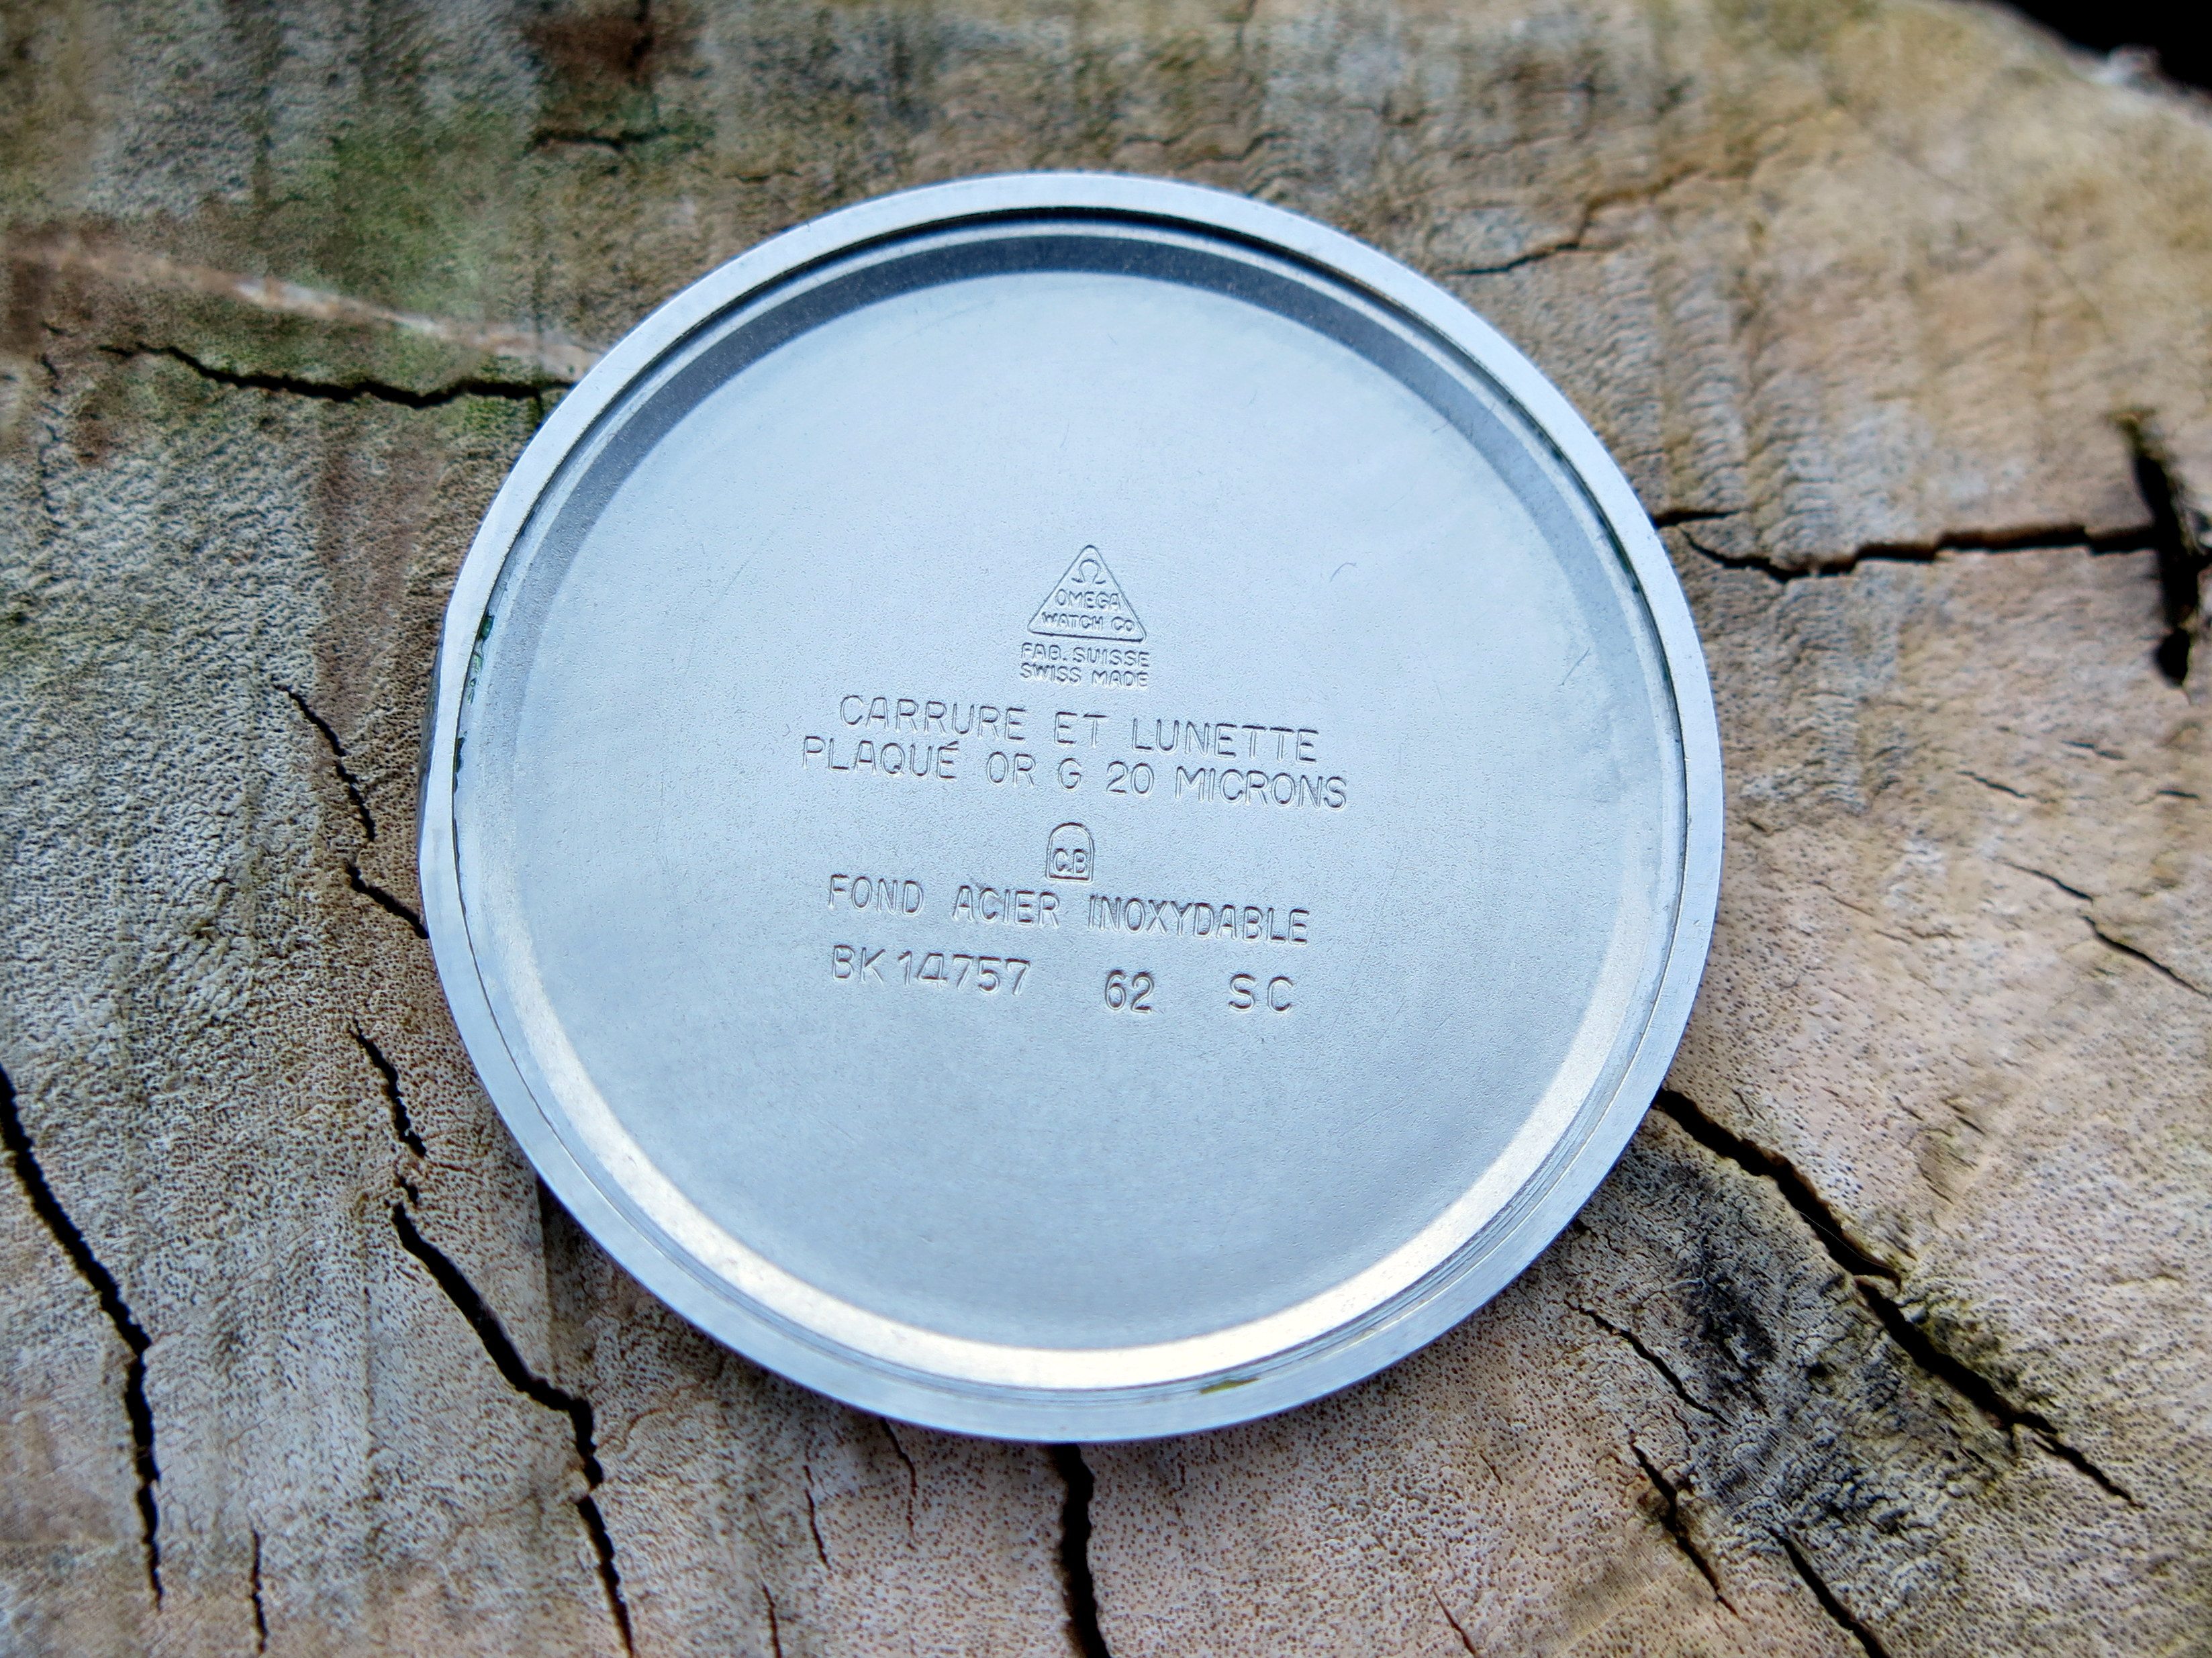 Ω
OMEGA
WATCH Co
FAB. SUISSE
SWISS MADE
CARRURE ET LUNETTE
PLAQUÉ OR G 20 MICRONS
C.B
FOND ACIER INOXYDABLE
BK 14757 62 SC